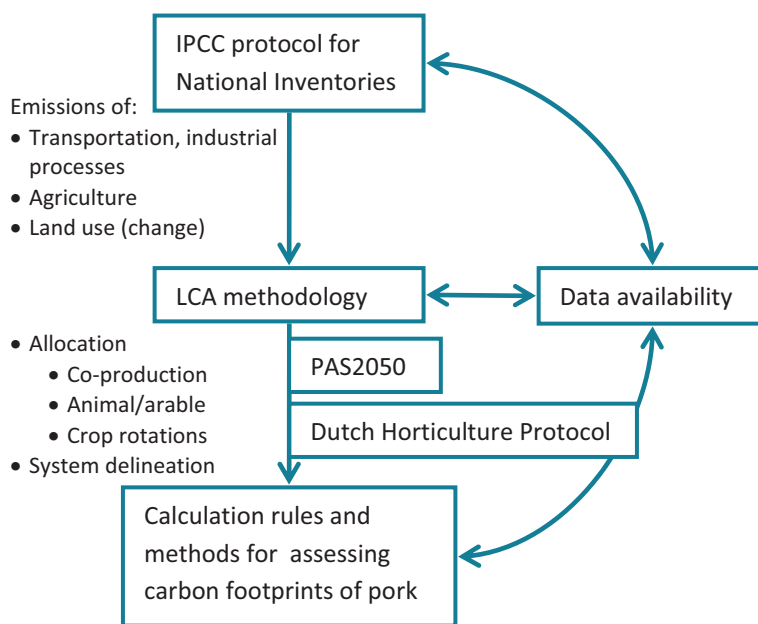 IPCC protocol for
National Inventories
Emissions of:
• Transportation, industrial
processes
• Agriculture
• Land use (change)
LCA methodology
Data availability
• Allocation
• Co-production
• Animal/arable
• Crop rotations
• System delineation
PAS2050
Dutch Horticulture Protocol
Calculation rules and
methods for assessing
carbon footprints of pork